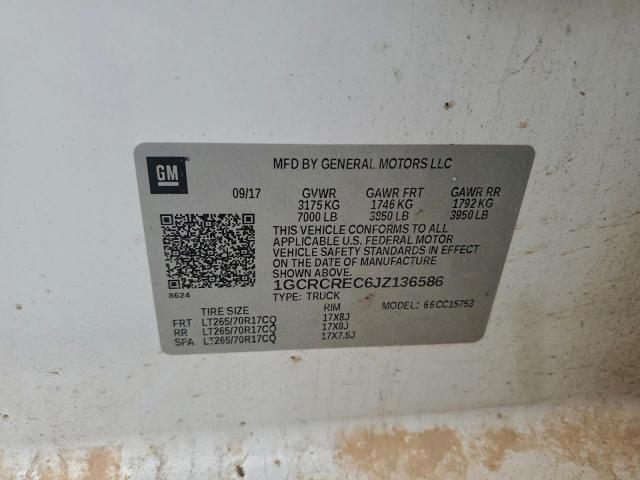 GM
MFD BY GENERAL MOTORS LLC
09/17 GVWR GAWR FRT GAWR RR
3175 KG 1746 KG 1792 KG
7000 LB 3850 LB 3950 LB
THIS VEHICLE CONFORMS TO ALL
APPLICABLE U.S. FEDERAL MOTOR
VEHICLE SAFETY STANDARDS IN EFFECT
ON THE DATE OF MANUFACTURE
SHOWN ABOVE.
8624 1GCRCREC6JZ136586
TYPE: TRUCK MODEL: 66CC15753
TIRE SIZE RIM
FRT LT265/70R17CQ 17X8J
RR LT265/70R17CQ 17X8J
SPA LT265/70R17CQ 17X7.5J